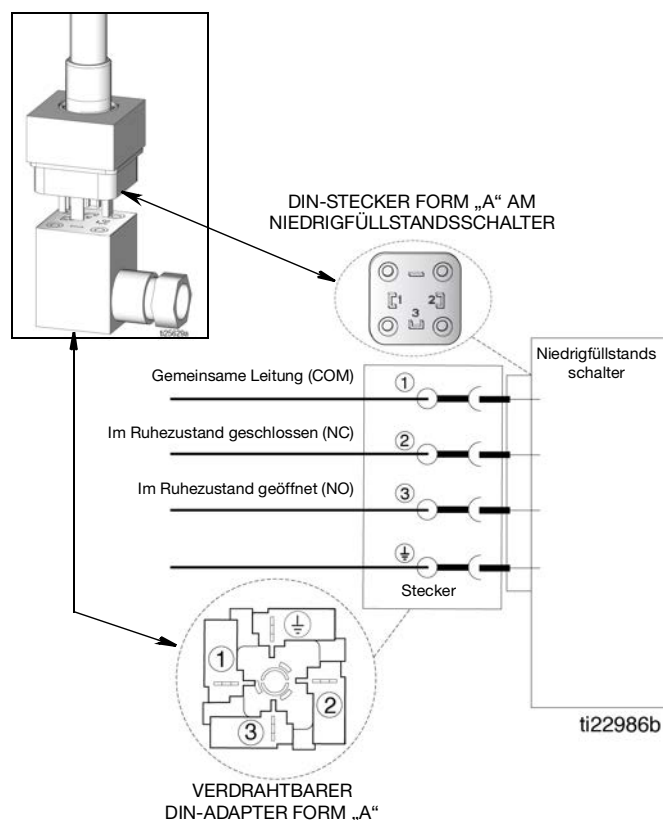 ti25628a
DIN-STECKER FORM „A“ AM
NIEDRIGFÜLLSTANDSSCHALTER
1 2
3
Niedrigfüllstands
schalter
Gemeinsame Leitung (COM)
1
Im Ruhezustand geschlossen (NC)
2
Im Ruhezustand geöffnet (NO)
3
Stecker
1
2
3
ti22986b
VERDRAHTBARER
DIN-ADAPTER FORM „A“